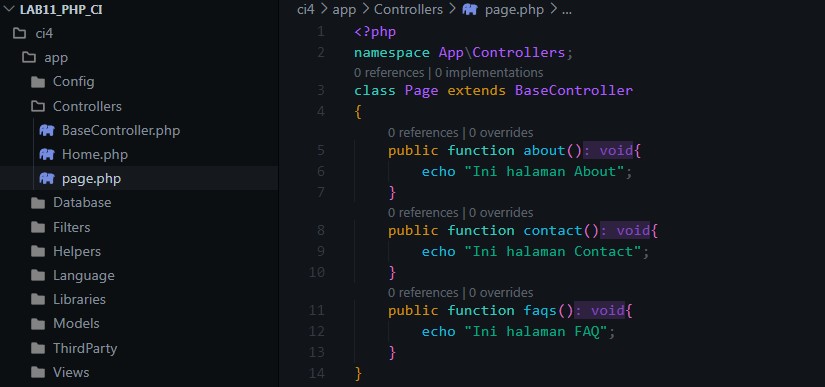 LAB11_PHP_CI
ci4
app
Config
Controllers
BaseController.php
Home.php
page.php
Database
Filters
Helpers
Language
Libraries
Models
ThirdParty
Views
ci4 > app > Controllers > page.php > ...
1 <?php
2 namespace App\Controllers;
0 references | 0 implementations
3 class Page extends BaseController
4 {
0 references | 0 overrides
5 public function about(): void{
6 echo "Ini halaman About";
7 }
0 references | 0 overrides
8 public function contact(): void{
9 echo "Ini halaman Contact";
10 }
0 references | 0 overrides
11 public function faqs(): void{
12 echo "Ini halaman FAQ";
13 }
14 }